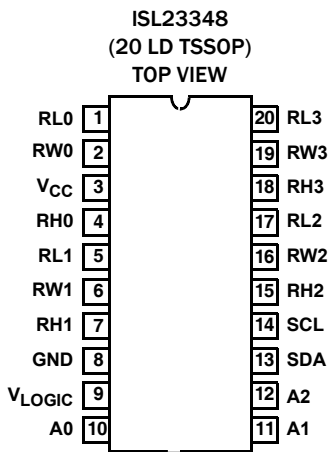 ISL23348
(20 LD TSSOP)
TOP VIEW
RL0 1 20 RL3
RW0 2 19 RW3
VCC 3 18 RH3
RH0 4 17 RL2
RL1 5 16 RW2
RW1 6 15 RH2
RH1 7 14 SCL
GND 8 13 SDA
VLOGIC 9 12 A2
A0 10 11 A1